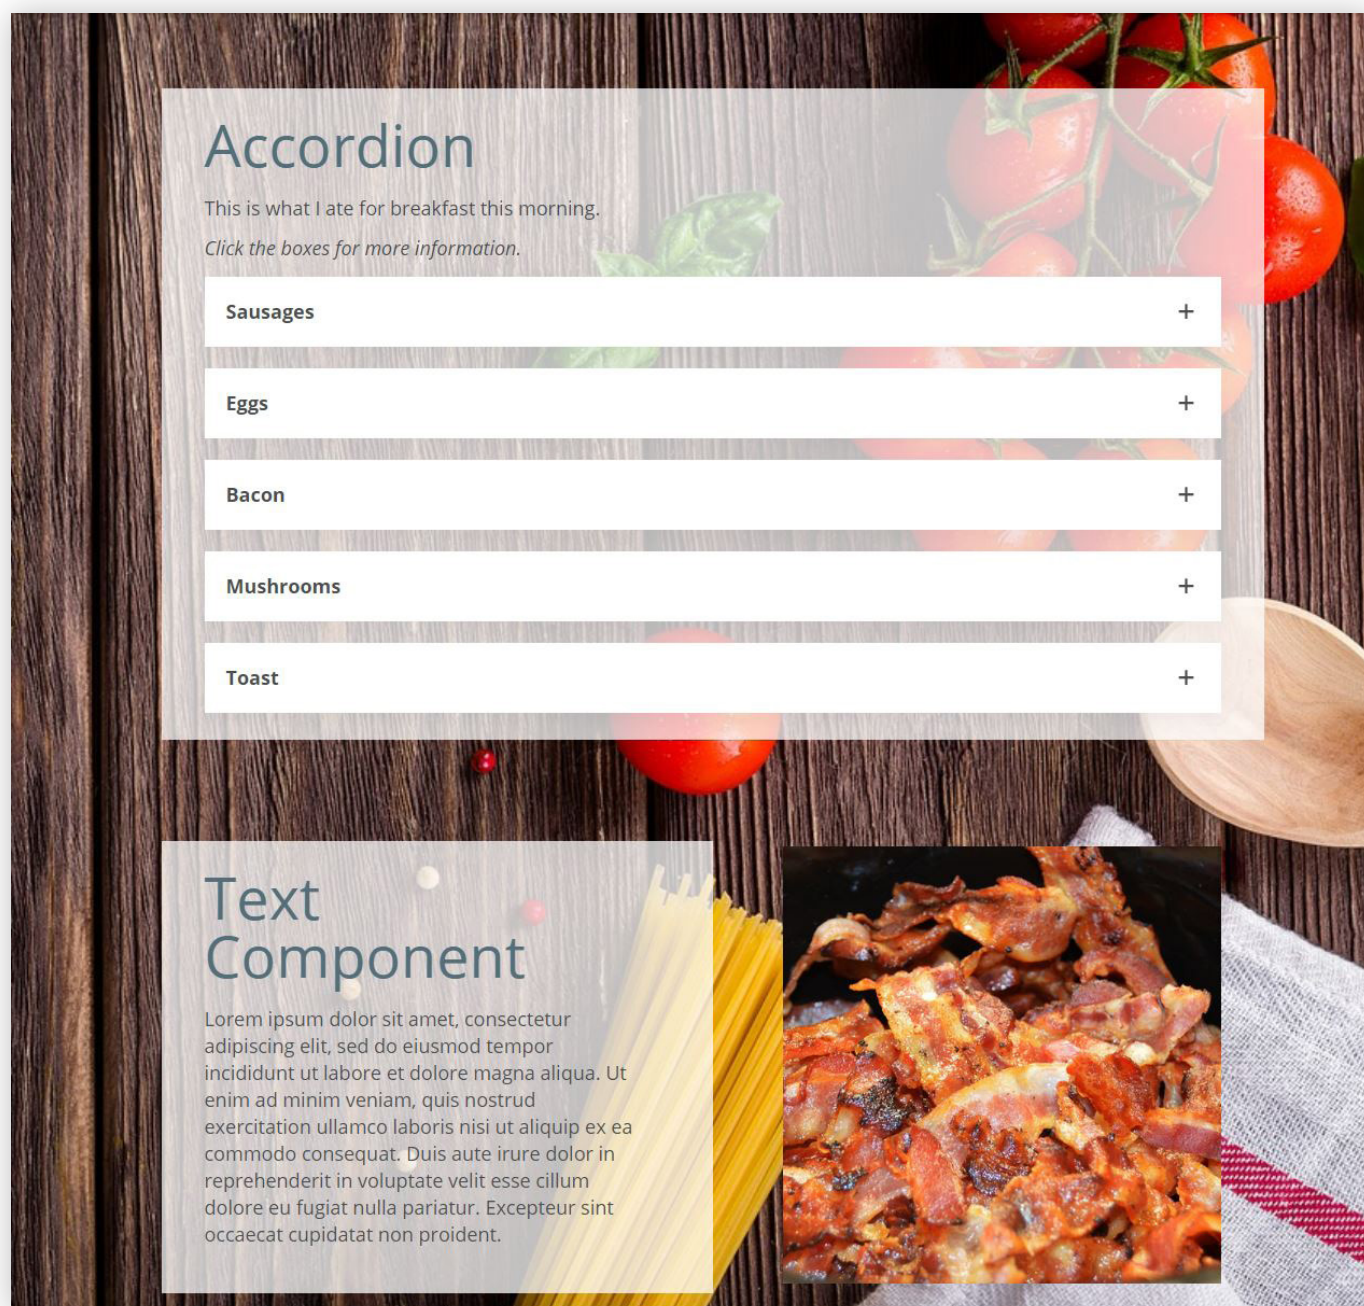 Accordion
This is what I ate for breakfast this morning.
Click the boxes for more information.
Sausages +
Eggs +
Bacon +
Mushrooms +
Toast +
Text
Component
Lorem ipsum dolor sit amet, consectetur
adipiscing elit, sed do eiusmod tempor
incididunt ut labore et dolore magna aliqua. Ut
enim ad minim veniam, quis nostrud
exercitation ullamco laboris nisi ut aliquip ex ea
commodo consequat. Duis aute irure dolor in
reprehenderit in voluptate velit esse cillum
dolore eu fugiat nulla pariatur. Excepteur sint
occaecat cupidatat non proident.